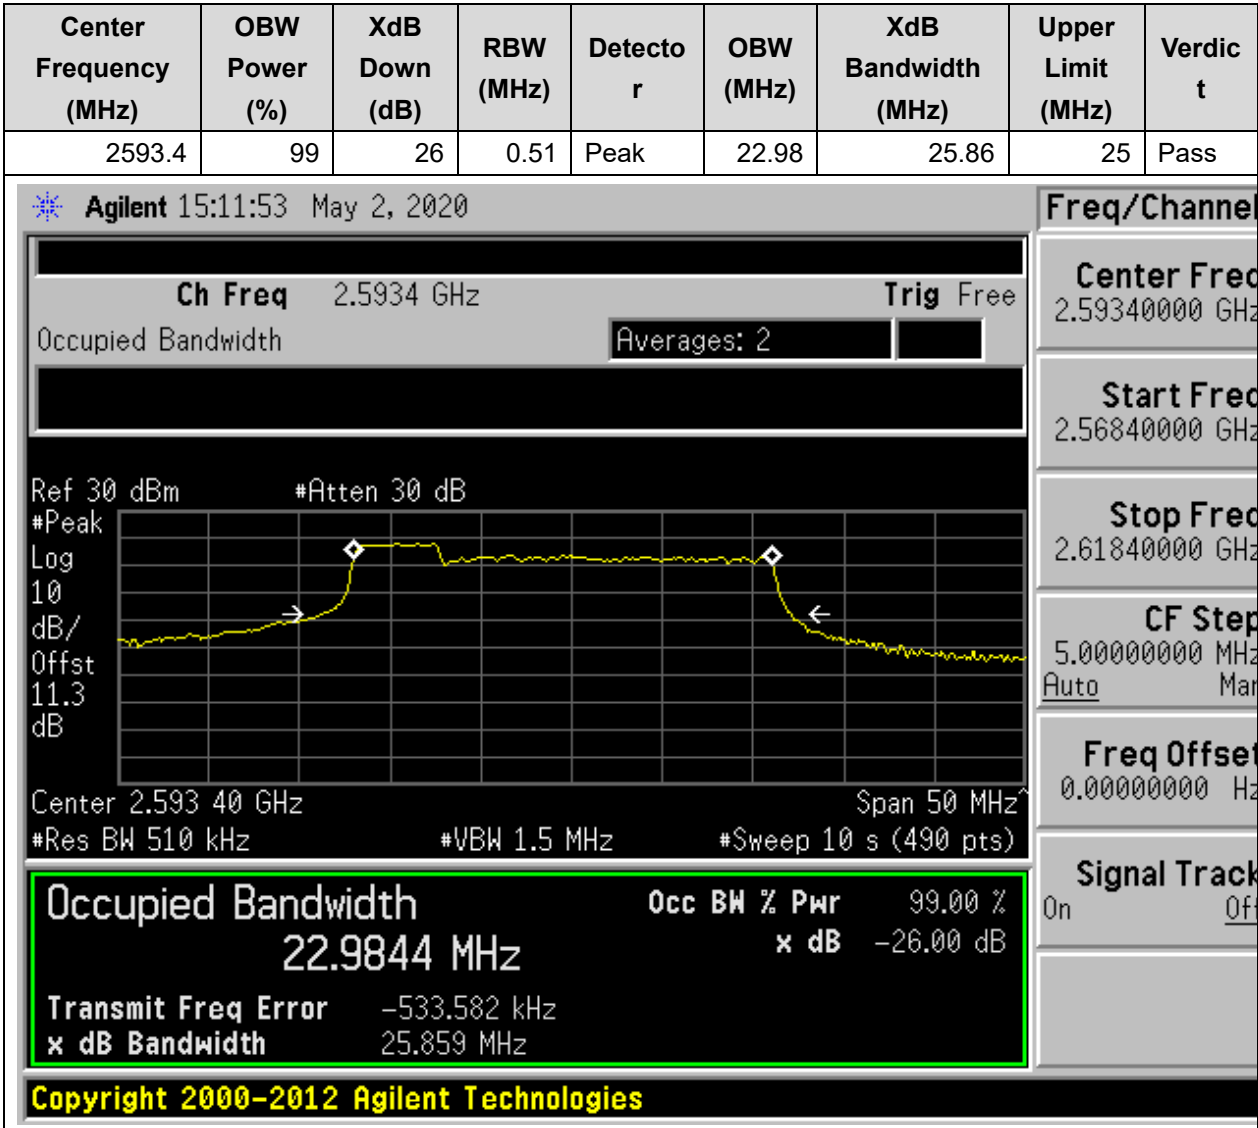 Center Frequency (MHz) OBW Power (%) XdB Down (dB) RBW (MHz) Detector OBW (MHz) XdB Bandwidth (MHz) Upper Limit (MHz) Verdict
2593.4 99 26 0.51 Peak 22.98 25.86 25 Pass
Agilent 15:11:53 May 2, 2020
Freq/Channel
Ch Freq 2.5934 GHz Trig Free
Occupied Bandwidth Averages: 2
Center Freq
2.59340000 GHz
Start Freq
2.56840000 GHz
Stop Freq
2.61840000 GHz
CF Step
5.00000000 MHz
Auto Man
Freq Offset
0.00000000 Hz
Signal Track
On Off
Ref 30 dBm #Atten 30 dB
#Peak
Log
10
dB/
Offst
11.3
dB
Center 2.593 40 GHz Span 50 MHz^
#Res BW 510 kHz #VBW 1.5 MHz #Sweep 10 s (490 pts)
Occupied Bandwidth Occ BW % Pwr 99.00 %
22.9844 MHz x dB -26.00 dB
Transmit Freq Error -533.582 kHz
x dB Bandwidth 25.859 MHz
Copyright 2000-2012 Agilent Technologies